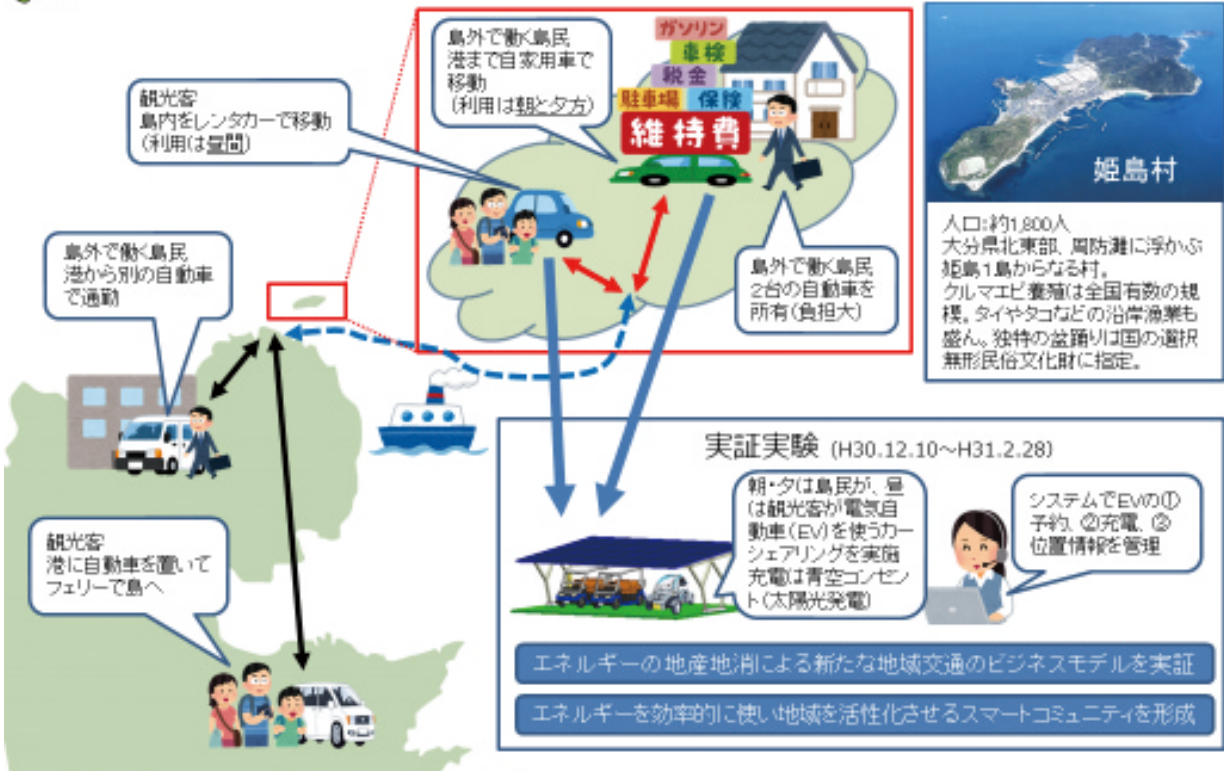 島外で働く島民
港まで自家用車で
移動
(利用は朝と夕方)
ガソリン
車検
税金
駐車場 保険
維持費
観光客
島内をレンタカーで移動
(利用は昼間)
島外で働く島民
2台の自動車を
所有(負担大)
姫島村
人口:約1,800人
大分県北東部、周防灘に浮かぶ
姫島1島からなる村。
クルマエビ養殖は全国有数の規
模。タイやタコなどの沿岸漁業も
盛ん。独特の盆踊りは国の選択
無形民俗文化財に指定。
島外で働く島民
港から別の自動車
で通勤
観光客
港に自動車を置いて
フェリーで島へ
実証実験 (H30.12.10~H31.2.28)
朝・夕は島民が、昼
は観光客が電気自
動車(EV)を使うカー
シェアリングを実施
充電は青空コンセン
ト(太陽光発電)
システムでEVの①
予約、②充電、③
位置情報を管理
エネルギーの地産地消による新たな地域交通のビジネスモデルを実証
エネルギーを効率的に使い地域を活性化させるスマートコミュニティを形成